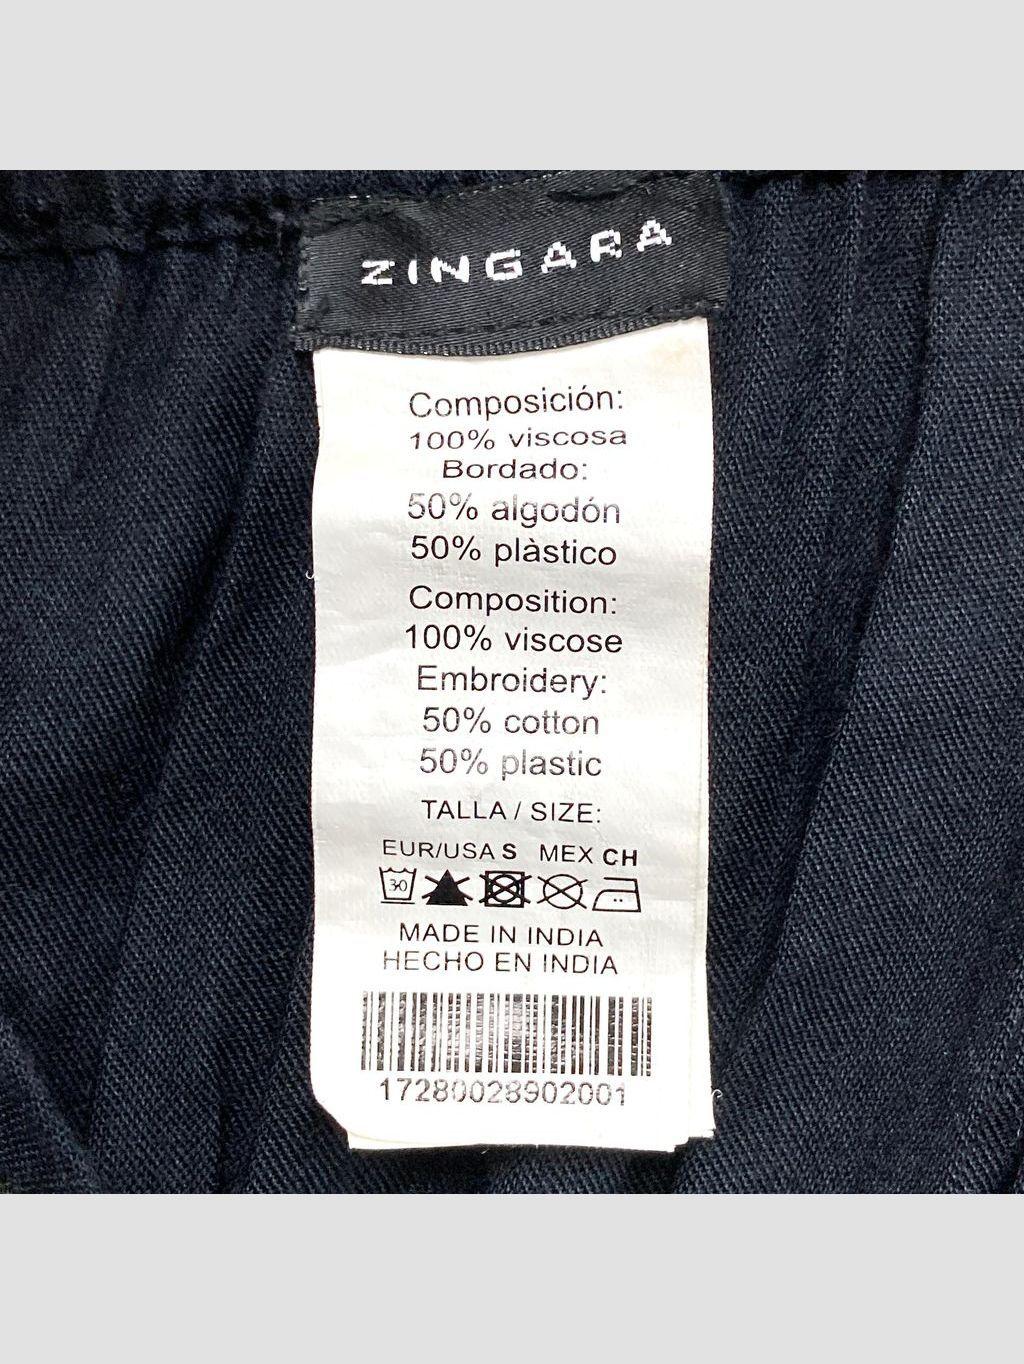 ZINGARA
Composición:
100% viscosa
Bordado:
50% algodón
50% plàstico
Composition:
100% viscose
Embroidery:
50% cotton
50% plastic
TALLA / SIZE:
EUR/USA S MEX CH
30
MADE IN INDIA
HECHO EN INDIA
17280028902001